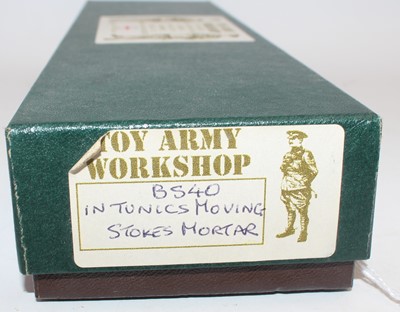 TOY ARMY
WORKSHOP
BS40
IN TUNICS MOVING
STOKES MORTAR